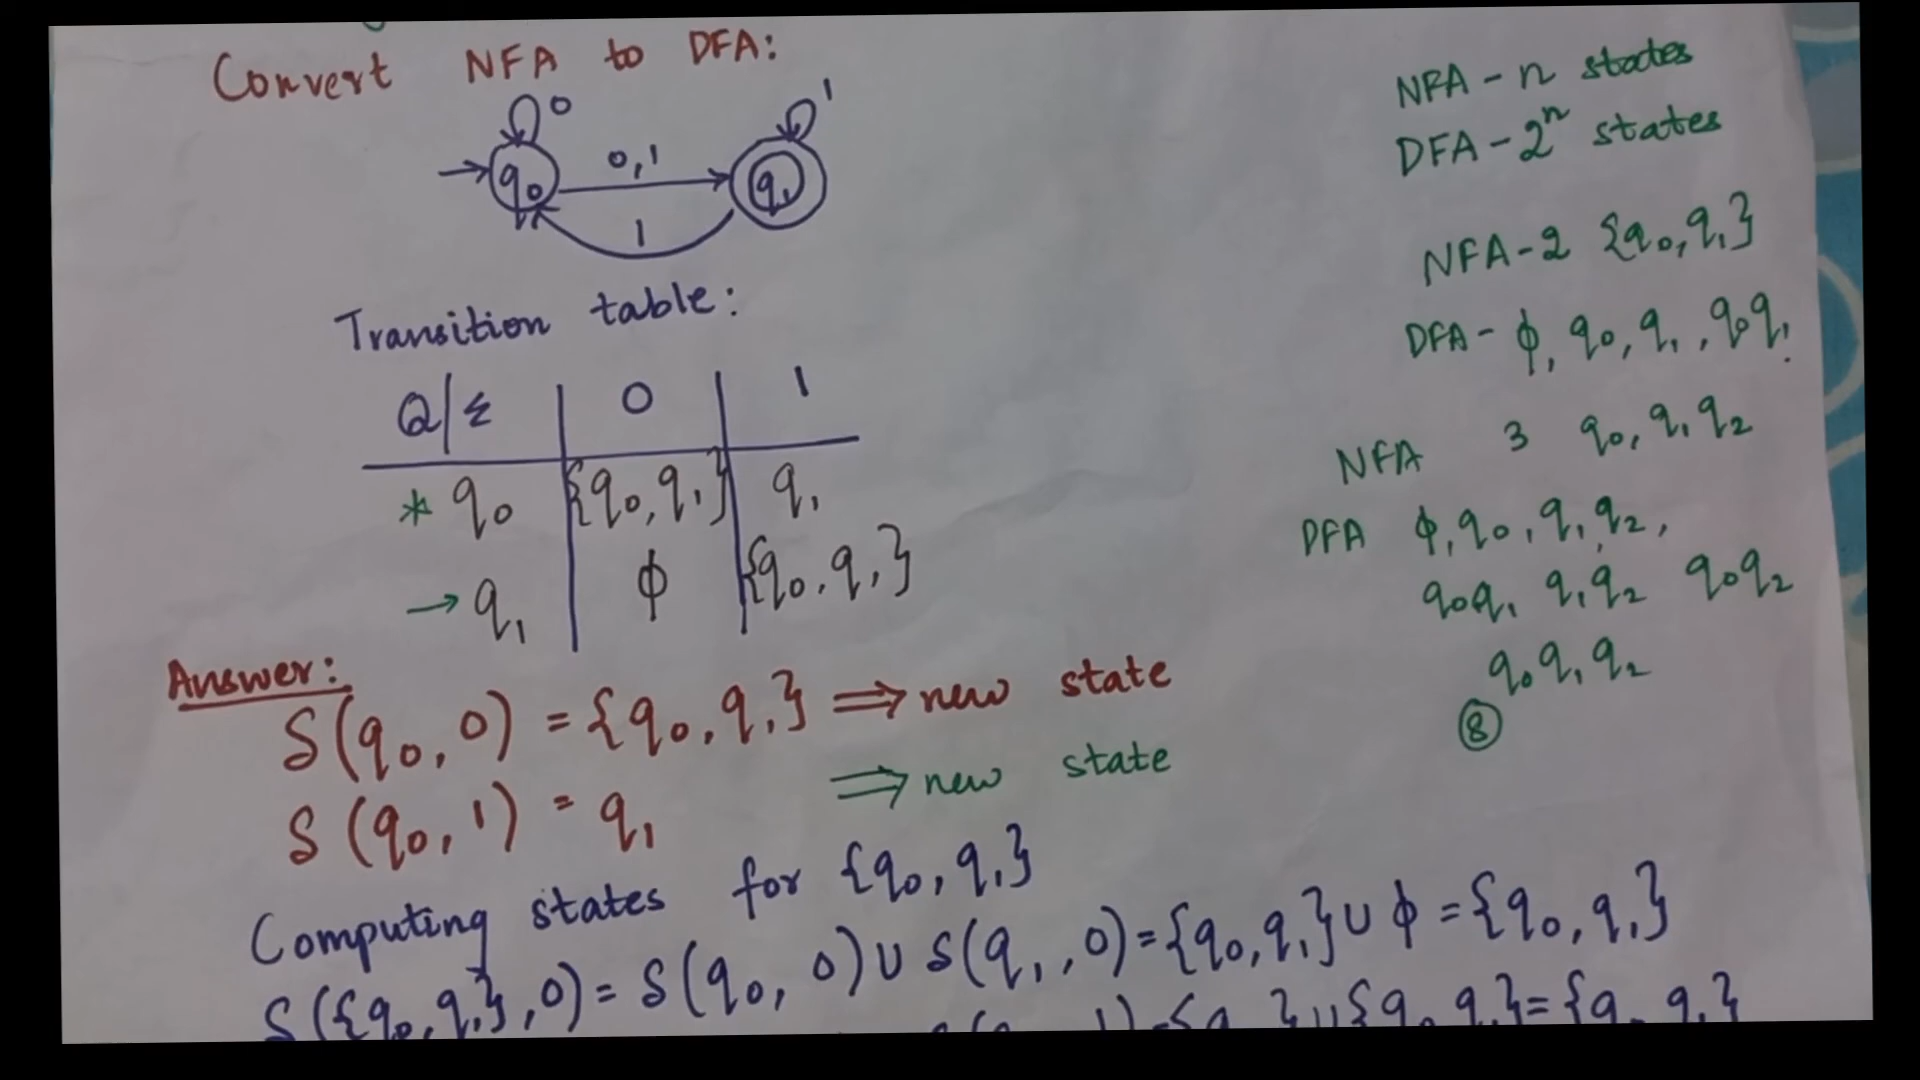 Convert NFA to DFA:
0
1
q₀
0,1
q₁
1
Transition table:
Q/Σ 0 1
* q₀ {q₀,q₁} q₁
→ q₁ ϕ {q₀,q₁}
Answer:
δ(q₀,0) = {q₀,q₁} ⟹ new state
δ(q₀,1) = q₁ ⟹ new state
Computing states for {q₀,q₁}
δ({q₀,q₁},0) = δ(q₀,0) ∪ δ(q₁,0) = {q₀,q₁} ∪ ϕ = {q₀,q₁}
NFA - n states
DFA - 2ⁿ states
NFA - 2 {q₀,q₁}
DFA - ϕ, q₀, q₁, q₀q₁.
NFA 3 q₀, q₁ q₂
DFA ϕ, q₀, q₁, q₂,
q₀q₁ q₁q₂ q₀q₂
q₀q₁q₂
8